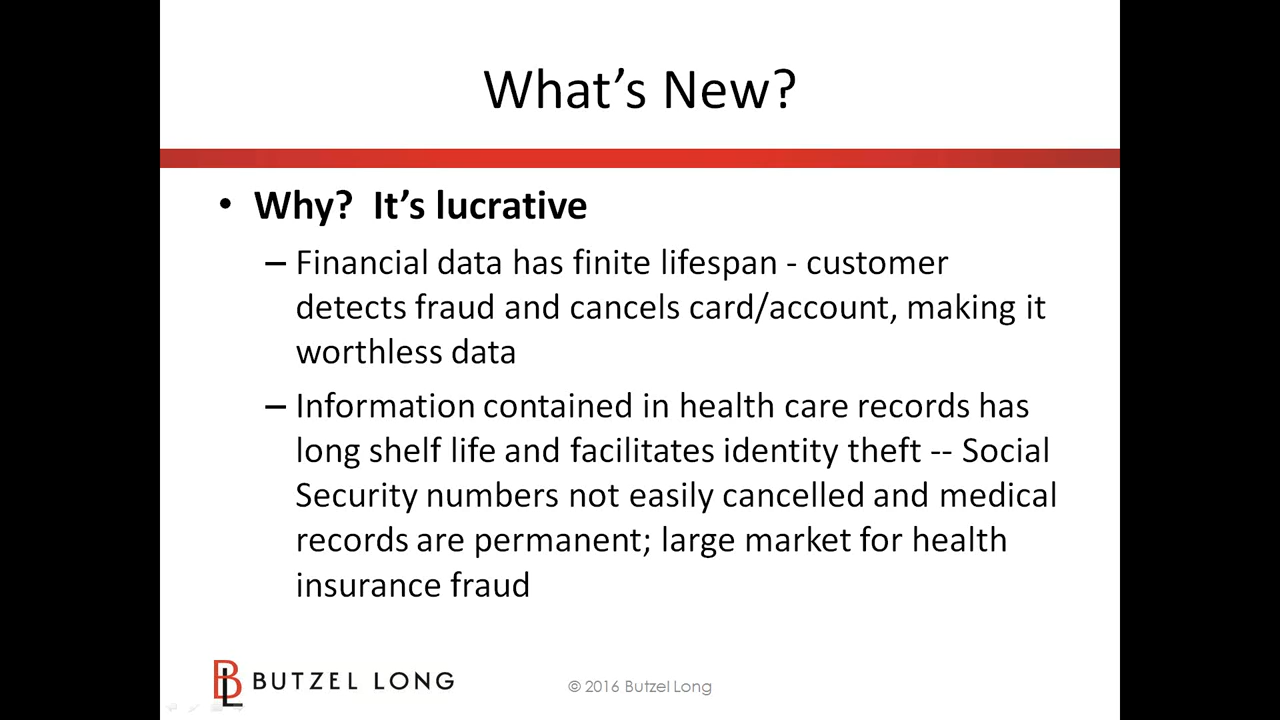 What’s New?
• Why?  It’s lucrative
– Financial data has finite lifespan - customer
detects fraud and cancels card/account, making it
worthless data
– Information contained in health care records has
long shelf life and facilitates identity theft -- Social
Security numbers not easily cancelled and medical
records are permanent; large market for health
insurance fraud
BL BUTZEL LONG
© 2016 Butzel Long